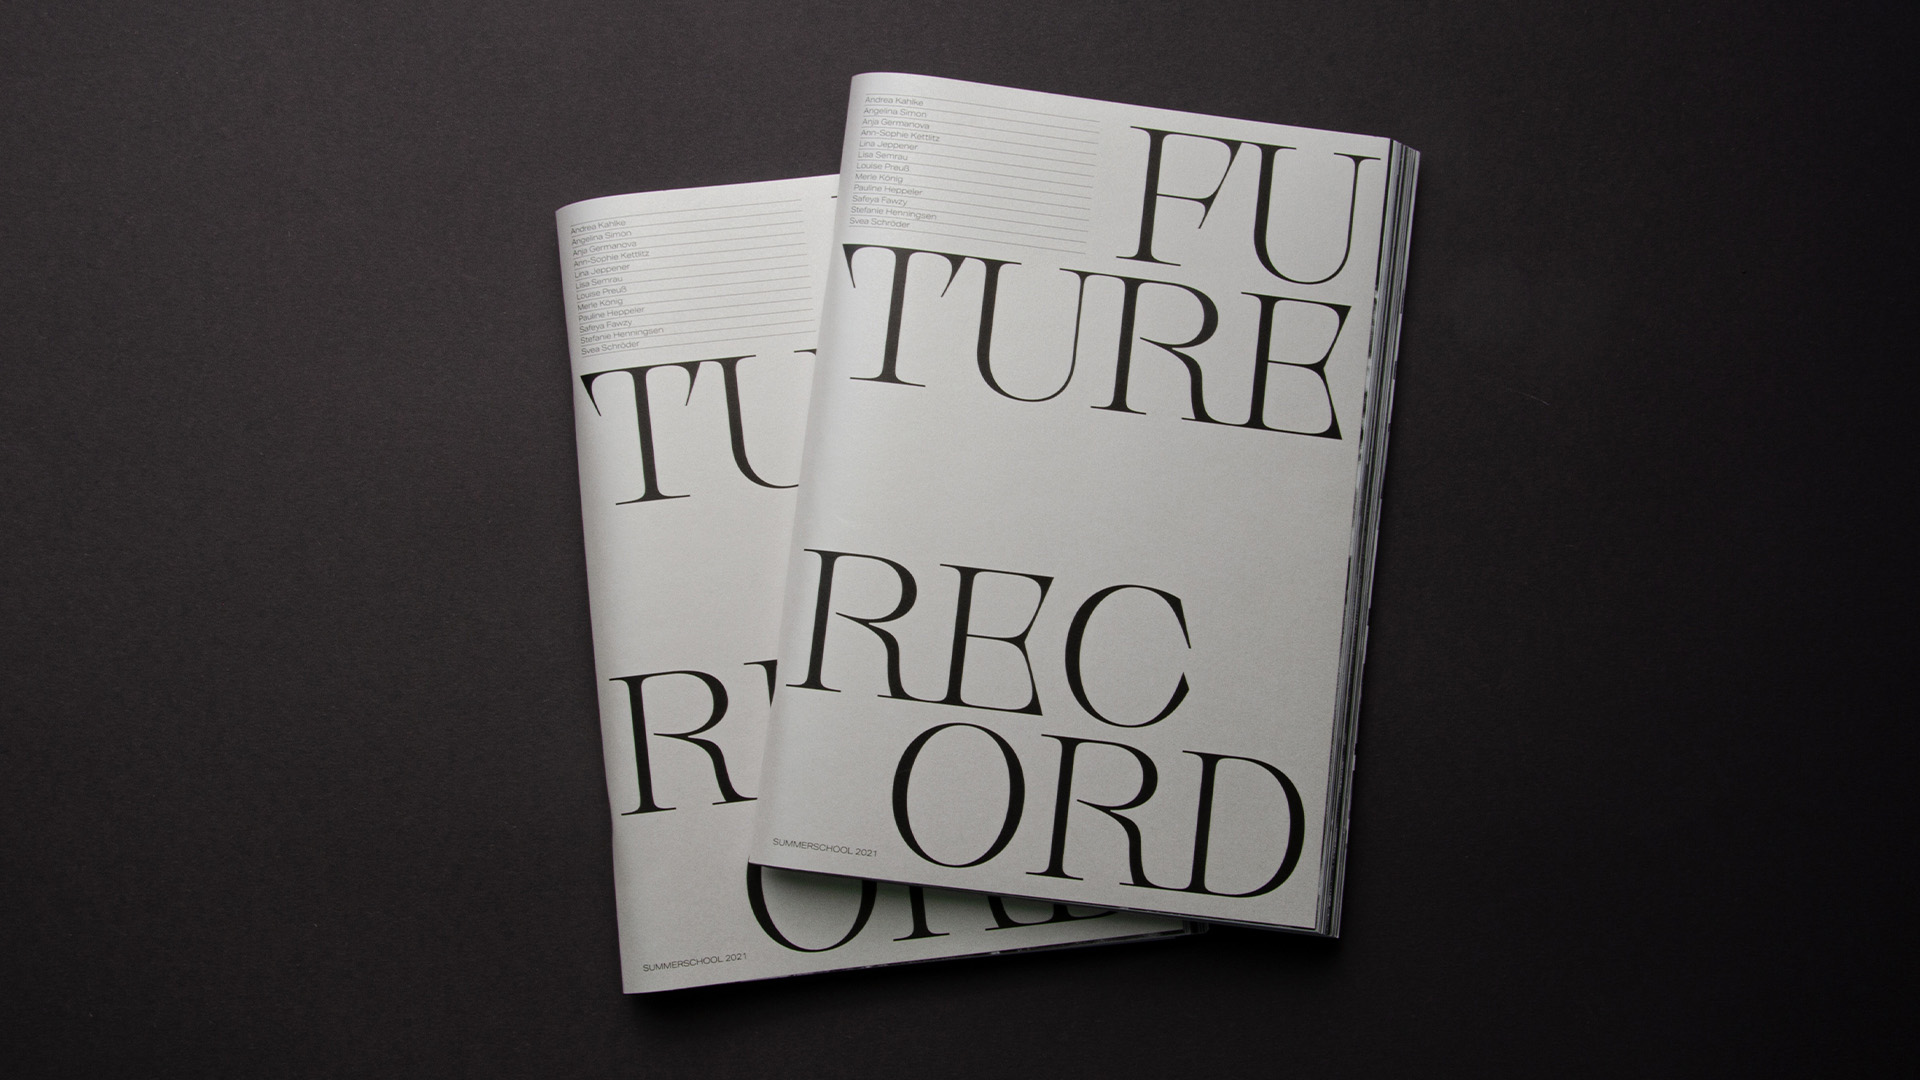 Andrea Kahlke
Angelina Simon
Anja Germanova
Ann-Sophie Kettlitz
Lina Jeppener
Lisa Semrau
Louise Preuß
Merle König
Pauline Heppeler
Safeya Fawzy
Stefanie Henningsen
Svea Schröder
TU
R
O
SUMMERSCHOOL 2021
Andrea Kahlke
Angelina Simon
Anja Germanova
Ann-Sophie Kettlitz
Lina Jeppener
Lisa Semrau
Louise Preuß
Merle König
Pauline Heppeler
Safeya Fawzy
Stefanie Henningsen
Svea Schröder
FU
TURE
REC
ORD
SUMMERSCHOOL 2021